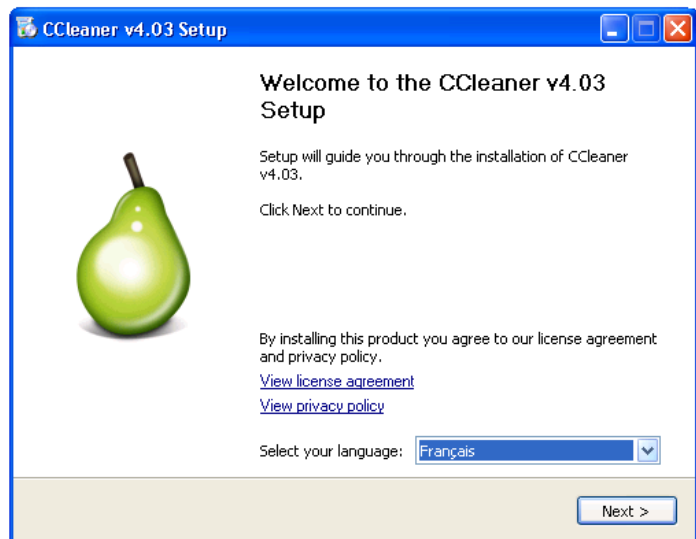 CCleaner v4.03 Setup
Welcome to the CCleaner v4.03
Setup
Setup will guide you through the installation of CCleaner
v4.03.
Click Next to continue.
By installing this product you agree to our license agreement
and privacy policy.
View license agreement
View privacy policy
Select your language: Français
Next >